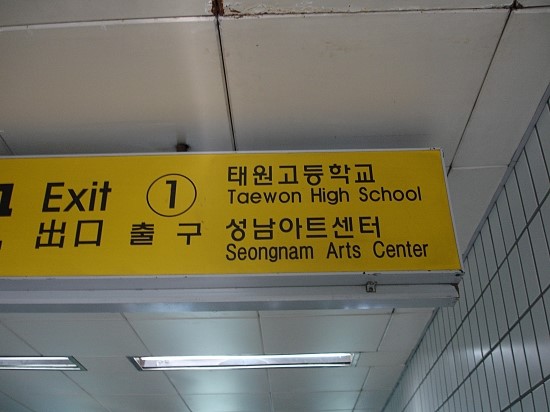 Exit ① 태원고등학교
Taewon High School
出口 출구 성남아트센터
Seongnam Arts Center